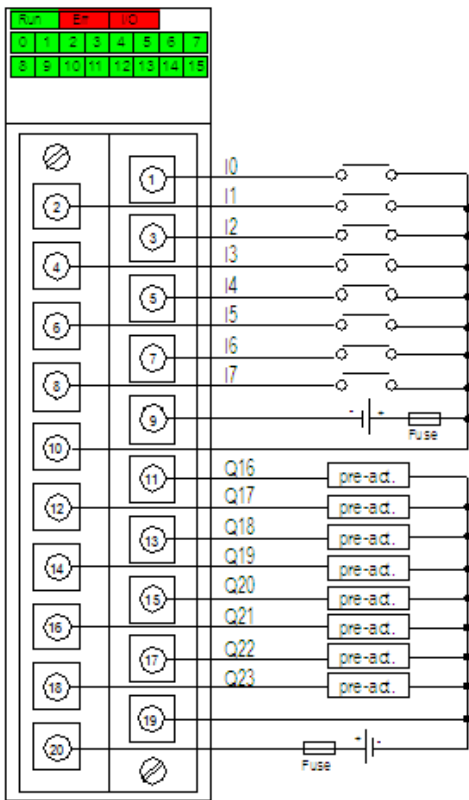 Run Err I/O
0 1 2 3 4 5 6 7
8 9 10 11 12 13 14 15
1 I0
2 I1
3 I2
4 I3
5 I4
6 I5
7 I6
8 I7
9 - + Fuse
10
11 Q16 pre-act.
12 Q17 pre-act.
13 Q18 pre-act.
14 Q19 pre-act.
15 Q20 pre-act.
16 Q21 pre-act.
17 Q22 pre-act.
18 Q23 pre-act.
19
20 Fuse + -